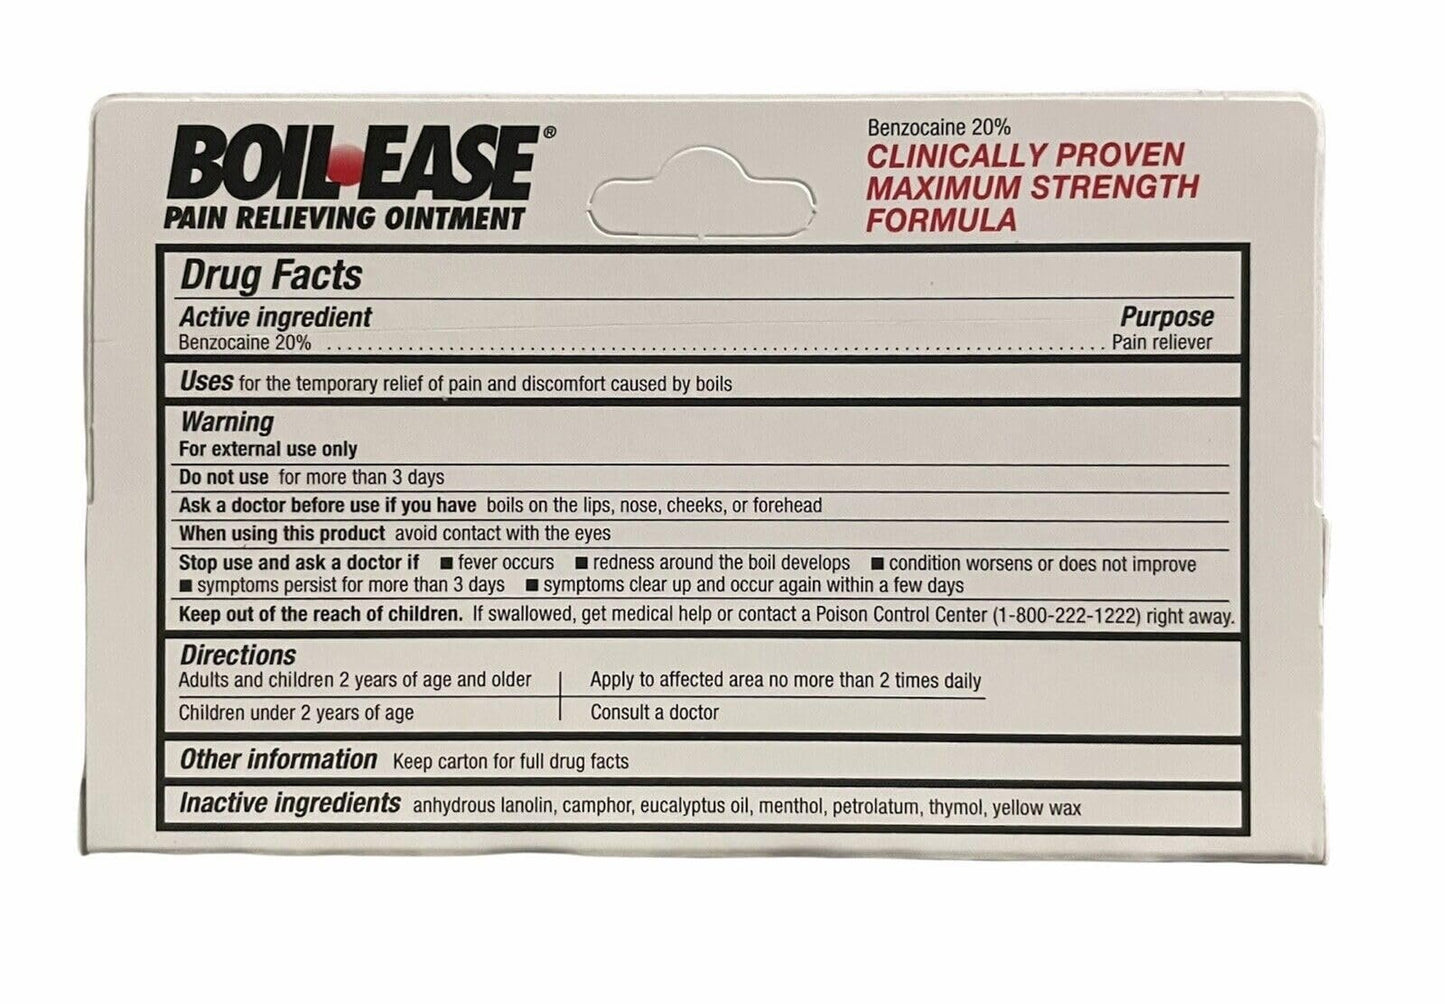 BOIL•EASE®
PAIN RELIEVING OINTMENT
Benzocaine 20%
CLINICALLY PROVEN
MAXIMUM STRENGTH
FORMULA
Drug Facts
Active ingredient Purpose
Benzocaine 20% ........................................................................................ Pain reliever
Uses for the temporary relief of pain and discomfort caused by boils
Warning
For external use only
Do not use for more than 3 days
Ask a doctor before use if you have boils on the lips, nose, cheeks, or forehead
When using this product avoid contact with the eyes
Stop use and ask a doctor if ■ fever occurs ■ redness around the boil develops ■ condition worsens or does not improve
■ symptoms persist for more than 3 days ■ symptoms clear up and occur again within a few days
Keep out of the reach of children. If swallowed, get medical help or contact a Poison Control Center (1-800-222-1222) right away.
Directions
Adults and children 2 years of age and older Apply to affected area no more than 2 times daily
Children under 2 years of age Consult a doctor
Other information Keep carton for full drug facts
Inactive ingredients anhydrous lanolin, camphor, eucalyptus oil, menthol, petrolatum, thymol, yellow wax